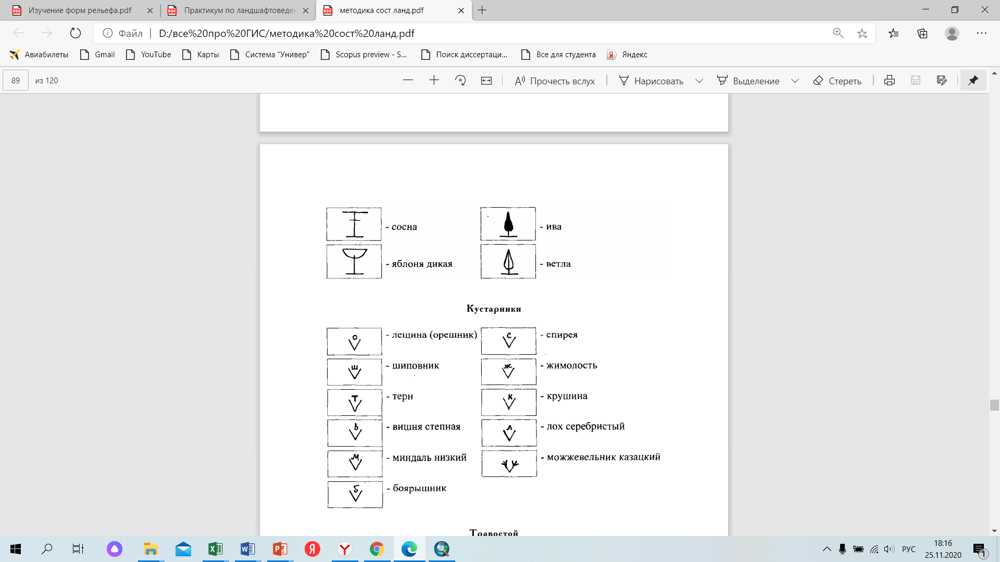 Изучение форм рельефа.pdf
Практикум по ландшафтоведен
методика сост ланд.pdf
Файл
D:/все%20про%20ГИС/методика%20сост%20ланд.pdf
Авиабилеты
Gmail
YouTube
Карты
Система "Универ"
Scopus preview - S...
Поиск диссертаци...
Все для студента
Яндекс
89
из 120
Прочесть вслух
Нарисовать
Выделение
Стереть
- сосна
- ива
- яблоня дикая
- ветла
Кустарники
о
- лещина (орешник)
с
- спирея
ш
- шиповник
ж
- жимолость
т
- терн
к
- крушина
ь
- вишня степная
л
- лох серебристый
м
- миндаль низкий
- можжевельник казацкий
б
- боярышник
Травостой
РУС
18:16
25.11.2020
1